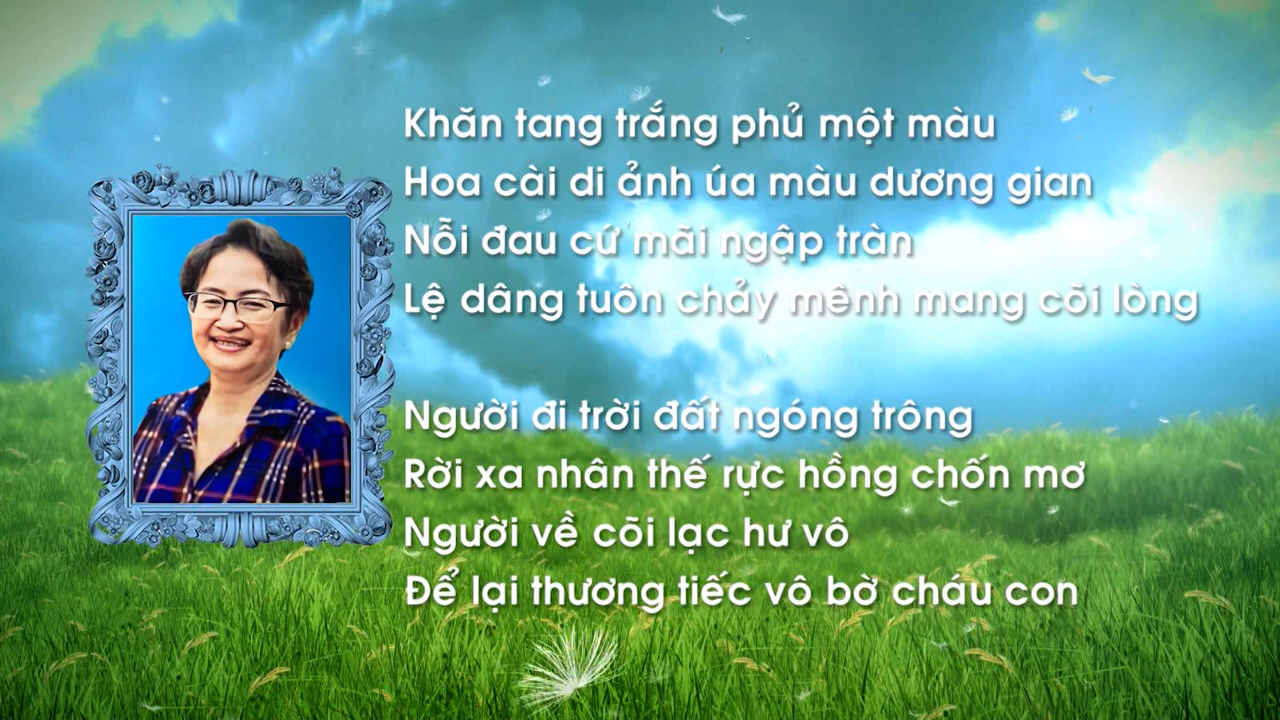 Khăn tang trắng phủ một màu
Hoa cài di ảnh úa màu dương gian
Nỗi đau cứ mãi ngập tràn
Lệ dâng tuôn chảy mênh mang cõi lòng
Người đi trời đất ngóng trông
Rời xa nhân thế rực hồng chốn mơ
Người về cõi lạc hư vô
Để lại thương tiếc vô bờ cháu con